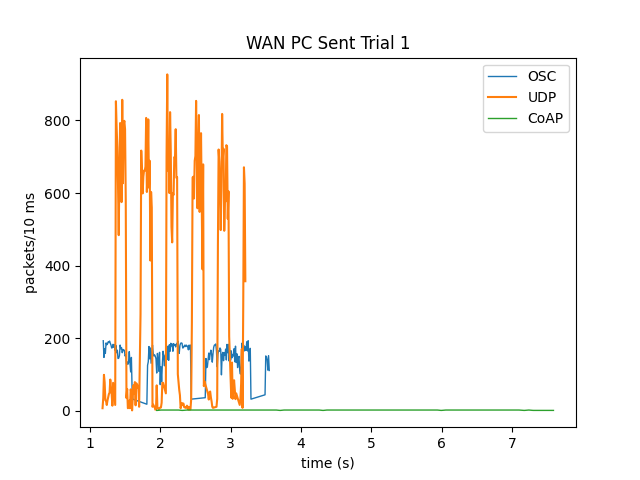 WAN PC Sent Trial 1
OSC
UDP
CoAP
800
600
400
200
0
packets/10 ms
1 2 3 4 5 6 7
time (s)